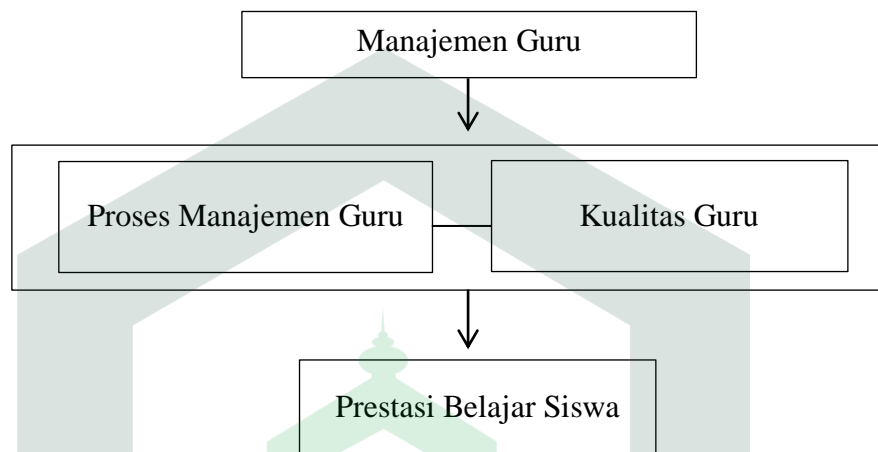 Manajemen Guru
Proses Manajemen Guru
Kualitas Guru
Prestasi Belajar Siswa